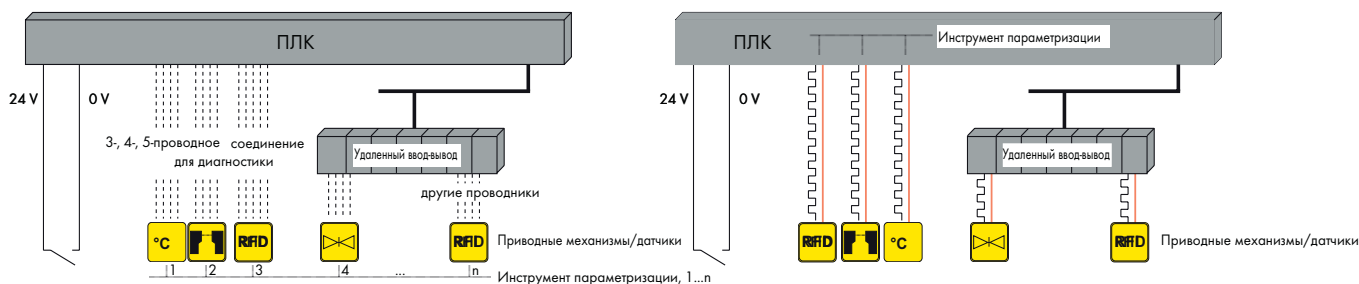 ПЛК
24 V
0 V
3-, 4-, 5-проводное соединение
для диагностики
Удаленный ввод-вывод
другие проводники
°C
RFID
RFID
Приводные механизмы/датчики
1
2
3
4
...
n
Инструмент параметризации, 1...n
ПЛК
Инструмент параметризации
24 V
0 V
Удаленный ввод-вывод
RFID
°C
RFID
Приводные механизмы/датчики